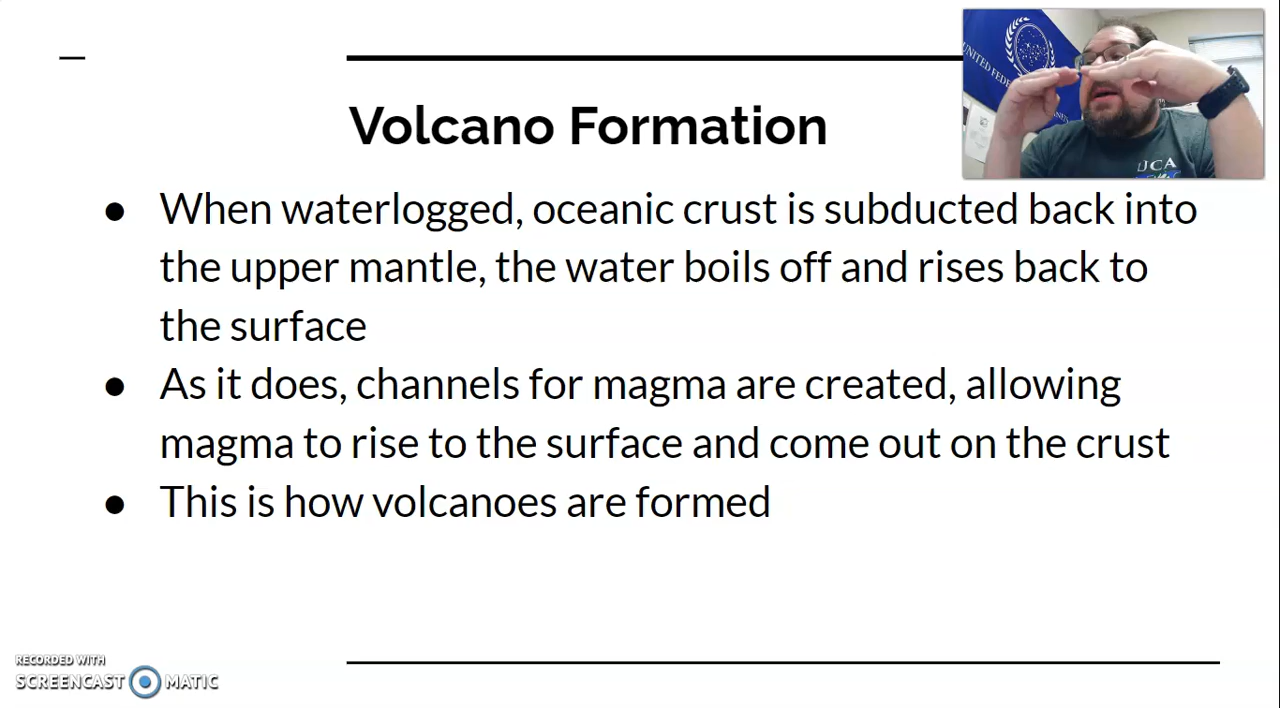 Volcano Formation
● When waterlogged, oceanic crust is subducted back into
the upper mantle, the water boils off and rises back to
the surface
● As it does, channels for magma are created, allowing
magma to rise to the surface and come out on the crust
● This is how volcanoes are formed
UNITED FEDE
UCA
RECORDED WITH
SCREENCAST MATIC